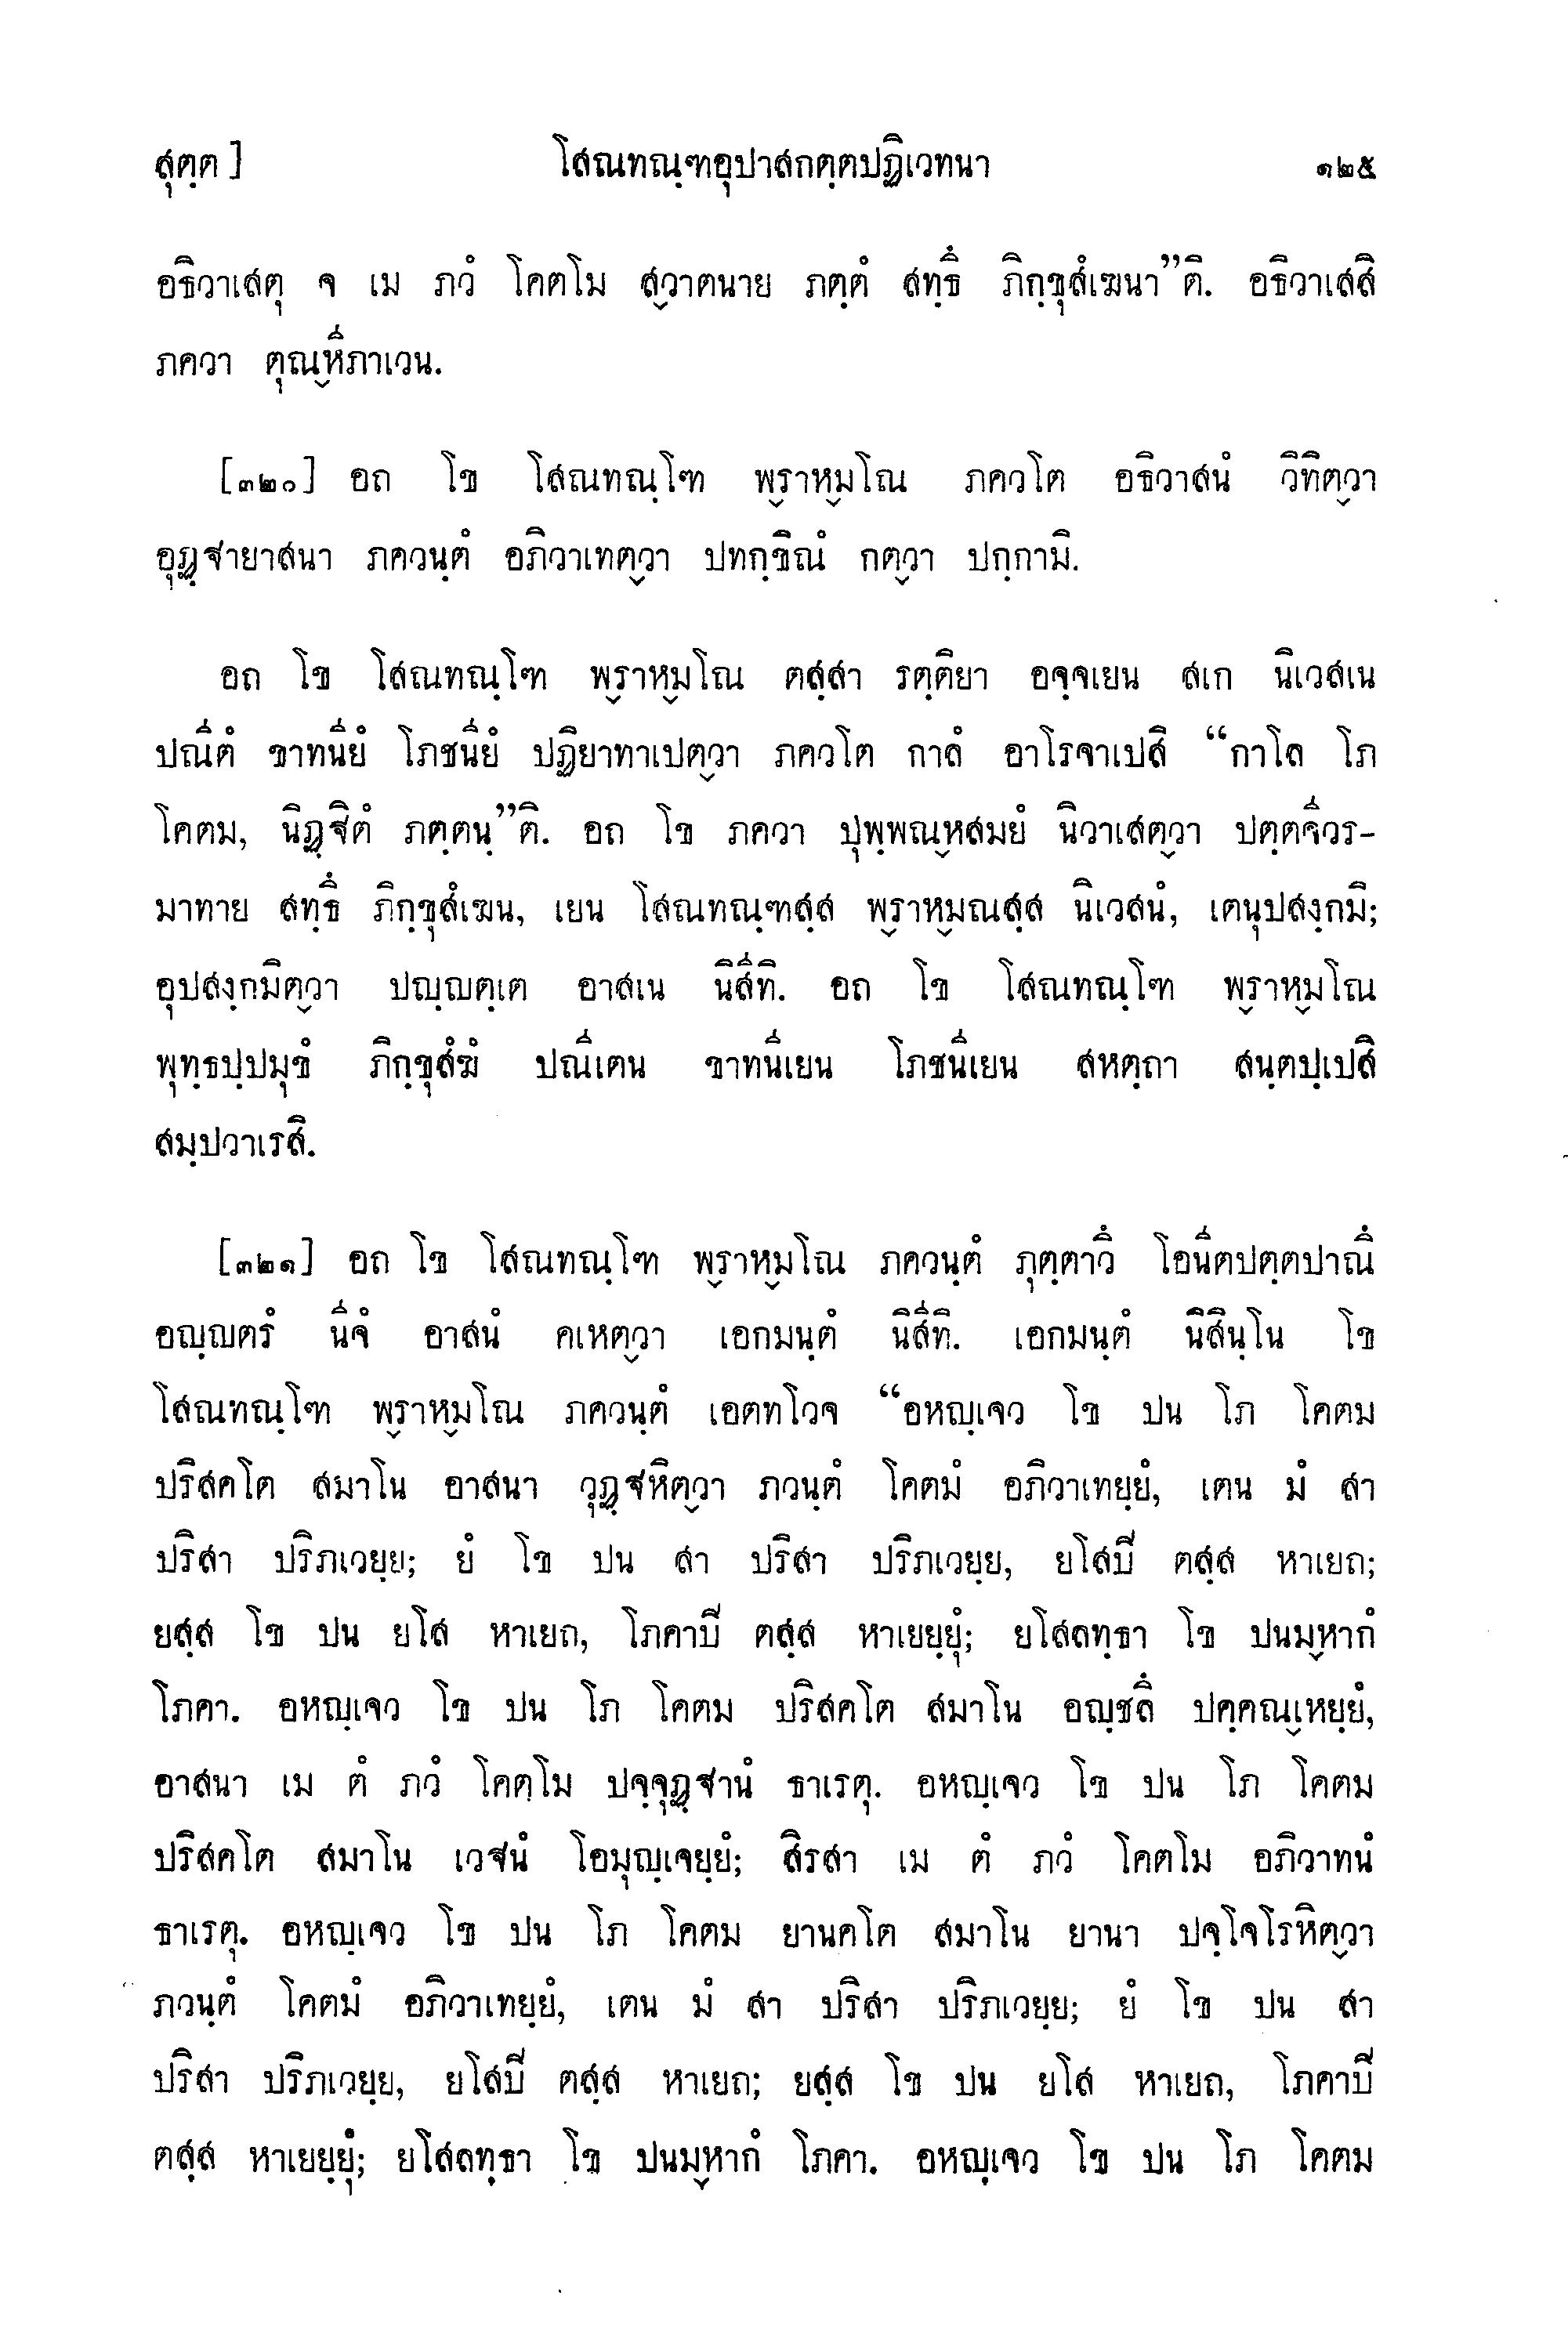 สุตฺต ] โสณทณฺฑอุปาสกตฺตปฏิเวทนา ๑๒๕
อธิวาเสตุ จ เม ภวํ โคตโม สฺวาตนาย ภตฺตํ สทฺธึ ภิกฺขุสํเฆนา”ติ. อธิวาเสสิ
ภควา ตุณฺหีภาเวน.
[๓๒๐] อถ โข โสณทณฺโฑ พฺราหฺมโณ ภควโต อธิวาสนํ วิทิตฺวา
อุฏฺฐายาสนา ภควนฺตํ อภิวาเทตฺวา ปทกฺขิณํ กตฺวา ปกฺกามิ.
อถ โข โสณทณฺโฑ พฺราหฺมโณ ตสฺสา รตฺติยา อจฺจเยน สเก นิเวสเน
ปณีตํ ขาทนียํ โภชนียํ ปฏิยาทาเปตฺวา ภควโต กาลํ อาโรจาเปสิ “กาโล โภ
โคตม, นิฏฺฐิตํ ภตฺตนฺ”ติ. อถ โข ภควา ปุพฺพณฺหสมยํ นิวาเสตฺวา ปตฺตจีวร-
มาทาย สทฺธึ ภิกฺขุสํเฆน, เยน โสณทณฺฑสฺส พฺราหฺมณสฺส นิเวสนํ, เตนุปสงฺกมิ;
อุปสงฺกมิตฺวา ปญฺญตฺเต อาสเน นิสีทิ. อถ โข โสณทณฺโฑ พฺราหฺมโณ
พุทฺธปฺปมุขํ ภิกฺขุสํฆํ ปณีเตน ขาทนีเยน โภชนีเยน สหตฺถา สนฺตปฺเปสิ
สมฺปวาเรสิ.
[๓๒๑] อถ โข โสณทณฺโฑ พฺราหฺมโณ ภควนฺตํ ภุตฺตาวึ โอนีตปตฺตปาณึ
อญฺญตรํ นีจํ อาสนํ คเหตฺวา เอกมนฺตํ นิสีทิ. เอกมนฺตํ นิสินฺโน โข
โสณทณฺโฑ พฺราหฺมโณ ภควนฺตํ เอตทโวจ “อหญฺเจว โข ปน โภ โคตม
ปริสคโต สมาโน อาสนา วุฏฺฐหิตฺวา ภวนฺตํ โคตมํ อภิวาเทยฺยํ, เตน มํ สา
ปริสา ปริภเวยฺย; ยํ โข ปน สา ปริสา ปริภเวยฺย, ยโสปิ ตสฺส หาเยถ;
ยสฺส โข ปน ยโส หาเยถ, โภคาปิ ตสฺส หาเยยฺยุํ; ยโสลทฺธา โข ปนมฺหากํ
โภคา. อหญฺเจว โข ปน โภ โคตม ปริสคโต สมาโน อญฺชลึ ปคฺคณฺเหยฺยํ,
อาสนา เม ตํ ภวํ โคตโม ปจฺจุฏฺฐานํ ธาเรตุ. อหญฺเจว โข ปน โภ โคตม
ปริสคโต สมาโน เวฐนํ โอมุญฺเจยฺยํ; สิรสา เม ตํ ภวํ โคตโม อภิวาทนํ
ธาเรตุ. อหญฺเจว โข ปน โภ โคตม ยานคโต สมาโน ยานา ปจฺโจโรหิตฺวา
ภวนฺตํ โคตมํ อภิวาเทยฺยํ, เตน มํ สา ปริสา ปริภเวยฺย; ยํ โข ปน สา
ปริสา ปริภเวยฺย, ยโสปิ ตสฺส หาเยถ; ยสฺส โข ปน ยโส หาเยถ, โภคาปิ
ตสฺส หาเยยฺยุํ; ยโสลทฺธา โข ปนมฺหากํ โภคา. อหญฺเจว โข ปน โภ โคตม